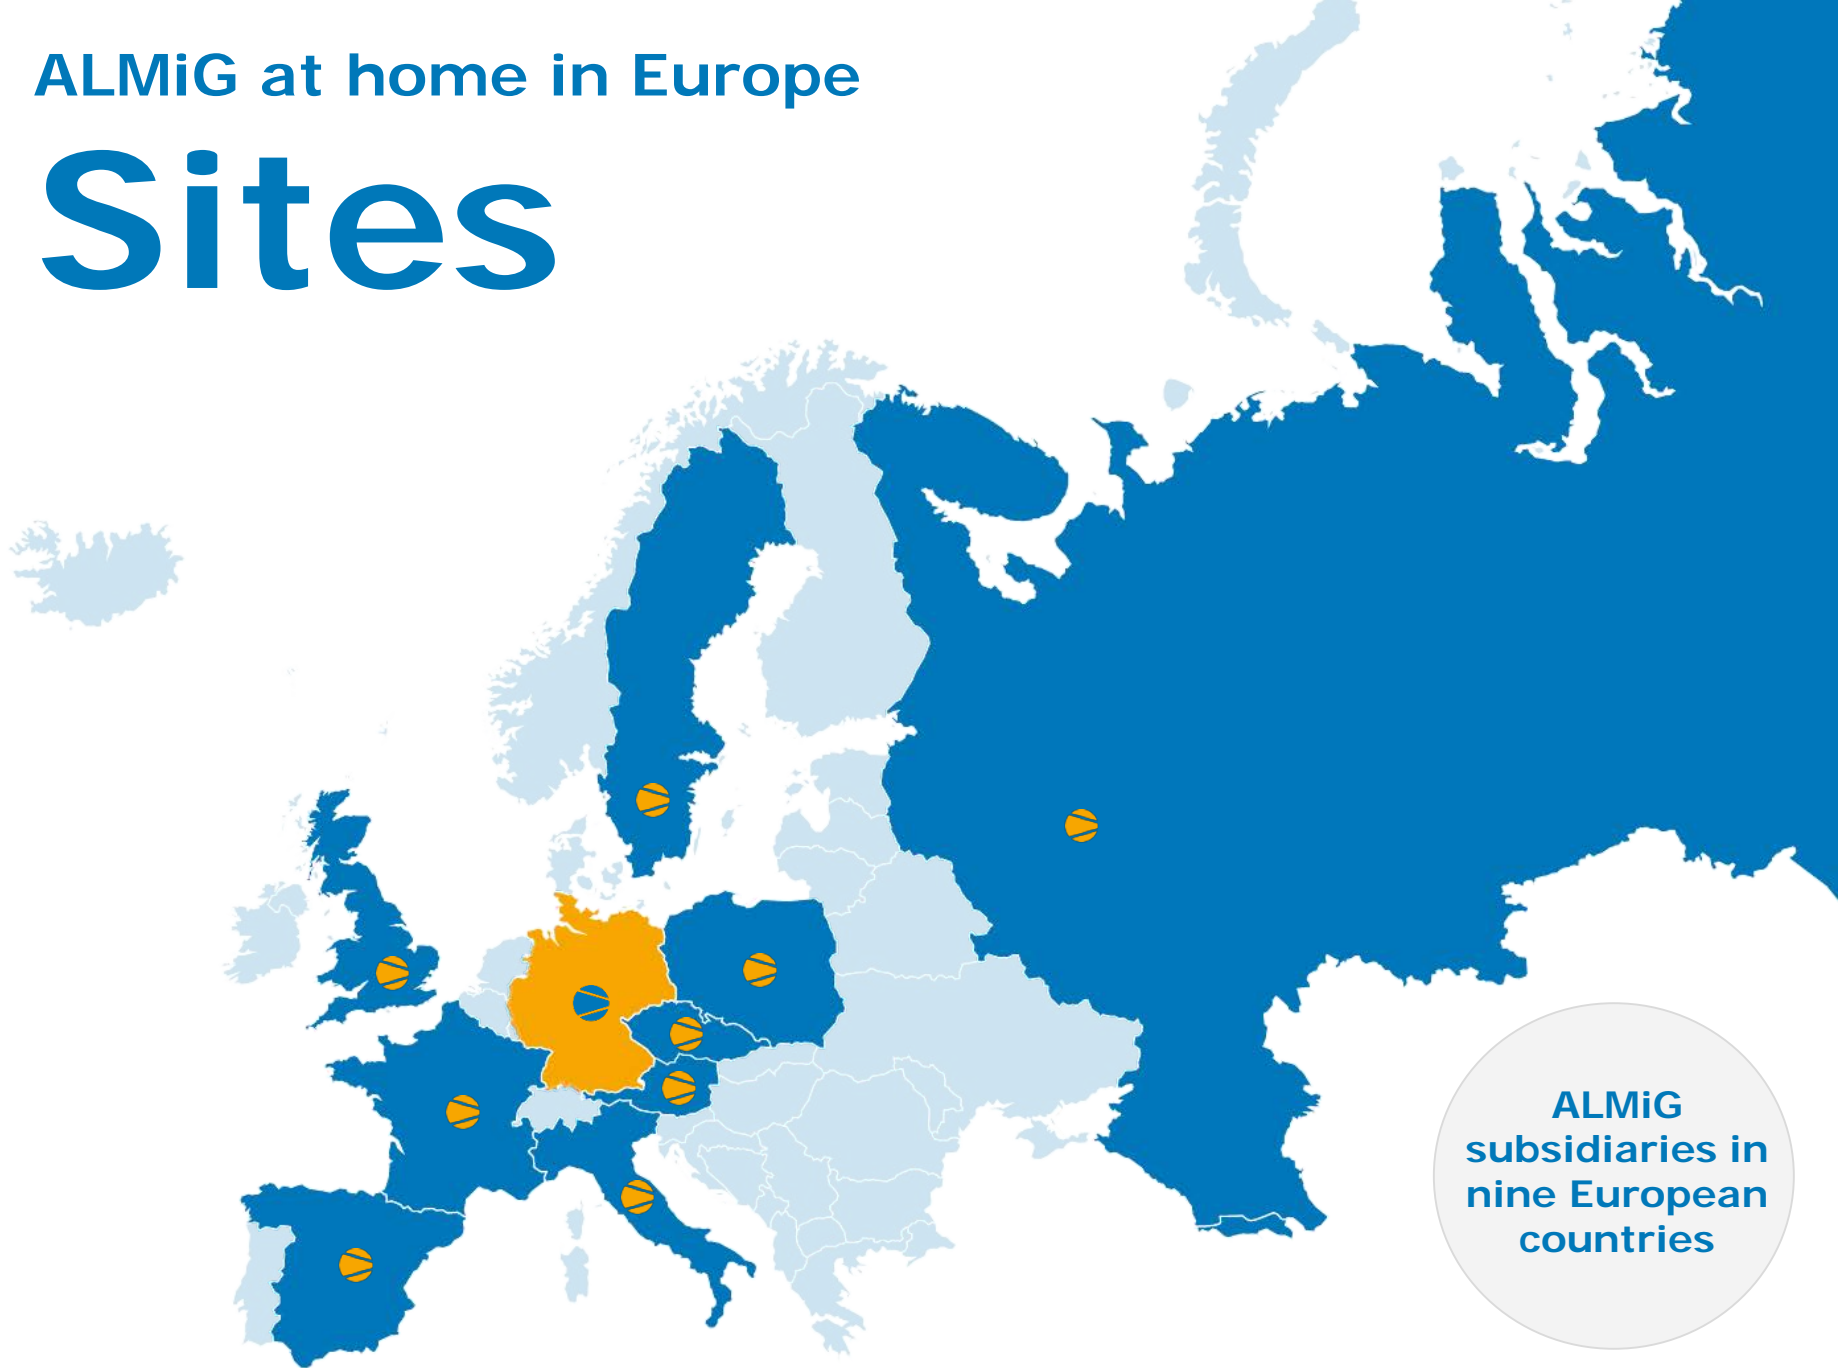 ALMiG at home in Europe
Sites
ALMiG
subsidiaries in
nine European
countries